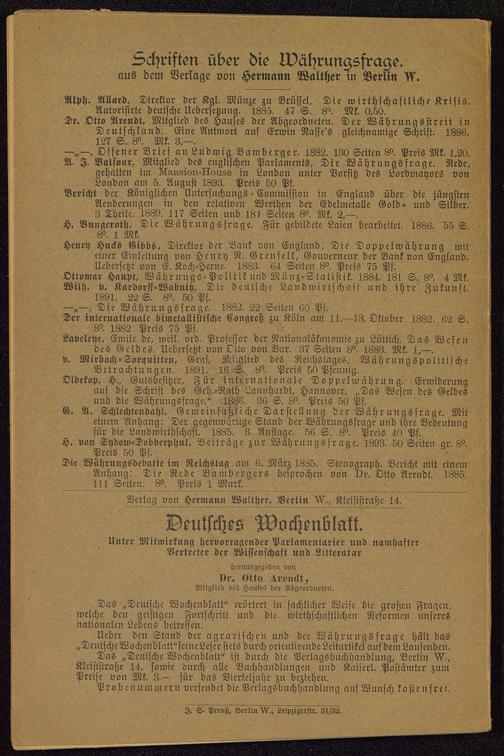 Schriften über die Währungsfrage.
aus dem Verlage von Hermann Walther in Berlin W.
Alph. Allard, Direktor der Kgl. Münze zu Brüssel, Die wirthschaftliche Krisis.
Autorisirte deutsche Uebersetzung. 1885. 47 S. 8⁰. Mk. 0,50.
Dr. Otto Arendt, Mitglied des Hauses der Abgeordneten. Der Währungsstreit in
Deutschland. Eine Antwort auf Erwin Nasse's gleichnamige Schrift. 1886.
127 S. 8⁰. Mk. 3,—.
—„—, Offener Brief an Ludwig Bamberger. 1882. 130 Seiten 8⁰. Preis Mk. 1,20.
A. J. Balfour, Mitglied des englischen Parlaments, Die Währungsfrage. Rede,
gehalten im Mansion-House in London unter Vorsitz des Lordmayors von
London am 5. August 1893. Preis 50 Pf.
Bericht der Königlichen Untersuchungs-Commission in England über die jüngsten
Aenderungen in den relativen Werthen der Edelmetalle Gold- und Silber.
3 Theile. 1889. 117 Seiten und 181 Seiten 8⁰. Mk. 2,—.
H. Bungeroth, Die Währungsfrage. Für gebildete Laien bearbeitet. 1886. 55 S.
8⁰. 1 Mk.
Henry Hucks Gibbs, Direktor der Bank von England, Die Doppelwährung mit
einer Einleitung von Henry R. Grenfell, Gouverneur der Bank von England.
Uebersetzt von E. Koch-Herne. 1883. 64 Seiten 8⁰. Preis 75 Pf.
Ottomar Haupt, Währungs-Politik und Münz-Statistik. 1884. 181 S. 8⁰. 4 Mk.
Wilh. v. Kardorff-Wabnitz, Die deutsche Landwirtschaft und ihre Zukunft.
1891. 22 S. 8⁰. 50 Pf.
—„—, Die Währungsfrage. 1882. 22 Seiten 60 Pf.
Der internationale bimetallistische Congreß zu Köln am 11.—13. Oktober 1882. 62 S.
8⁰. 1882 Preis 75 Pf.
Laveleye, Emile de, weil. ord. Professor der Nationalökonomie zu Lüttich, Das Wesen
des Geldes. Uebersetzt von Otto von Bar. 37 Seiten 8⁰. 1883. Mk. 1,—.
v. Mirbach-Sorquitten, Graf, Mitglied des Reichstages, Währungspolitische
Betrachtungen. 1891. 16 S. 8⁰. Preis 50 Pfennig.
Oldekop, H., Gutsbesitzer, Für internationale Doppelwährung. Erwiderung
auf die Schrift des Geh.-Rath Launhardt, Hannover, „Das Wesen des Geldes
und die Währungsfrage.“ 1886. 36 S. 8⁰. Preis 50 Pf.
G. A. Schlechtendahl. Gemeinfaßliche Darstellung der Währungsfrage. Mit
einem Anhang: Der gegenwärtige Stand der Währungsfrage und ihre Bedeutung
für die Landwirthschaft. 1885. 3. Auflage. 56 S. 8⁰. Preis 40 Pf.
H. von Sydow-Dobberphul. Beiträge zur Währungsfrage. 1893. 50 Seiten gr. 8⁰.
Preis 50 Pf.
Die Währungsdebatte im Reichstag am 6. März 1885. Stenograph. Bericht mit einem
Anhang: Die Rede Bambergers besprochen von Dr. Otto Arendt. 1885.
111 Seiten. 8⁰. Preis 1 Mark.
Verlag von Hermann Walther, Berlin W., Kleiststraße 14.
Deutsches Wochenblatt.
Unter Mitwirkung hervorragender Parlamentarier und namhafter
Vertreter der Wissenschaft und Litteratur
herausgegeben von
Dr. Otto Arendt,
Mitglied des Hauses der Abgeordneten.
Das „Deutsche Wochenblatt“ erörtert in sachlicher Weise die großen Fragen,
welche den geistigen Fortschritt und die wirthschaftlichen Reformen unseres
nationalen Lebens betreffen.
Ueber den Stand der agrarischen und der Währungsfrage hält das
„Deutsche Wochenblatt“ seine Leser stets durch orientirende Leitartikel auf dem Laufenden.
Das „Deutsche Wochenblatt“ ist durch die Verlagsbuchhandlung, Berlin W.,
Kleiststraße 14, sowie durch alle Buchhandlungen und Kaiserl. Postämter zum
Preise von Mk. 3.— für das Vierteljahr zu beziehen.
Probenummern versendet die Verlagsbuchhandlung auf Wunsch kostenfrei.
J. S. Preuß, Berlin W., Leipzigerstr. 31/32.